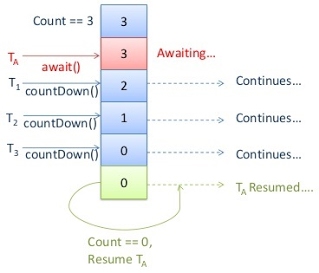 Count == 3 3
T_A await() 3 Awaiting...
T_1 countDown() 2 Continues...
T_2 countDown() 1 Continues...
T_3 countDown() 0 Continues...
0 T_A Resumed....
Count == 0,
Resume T_A